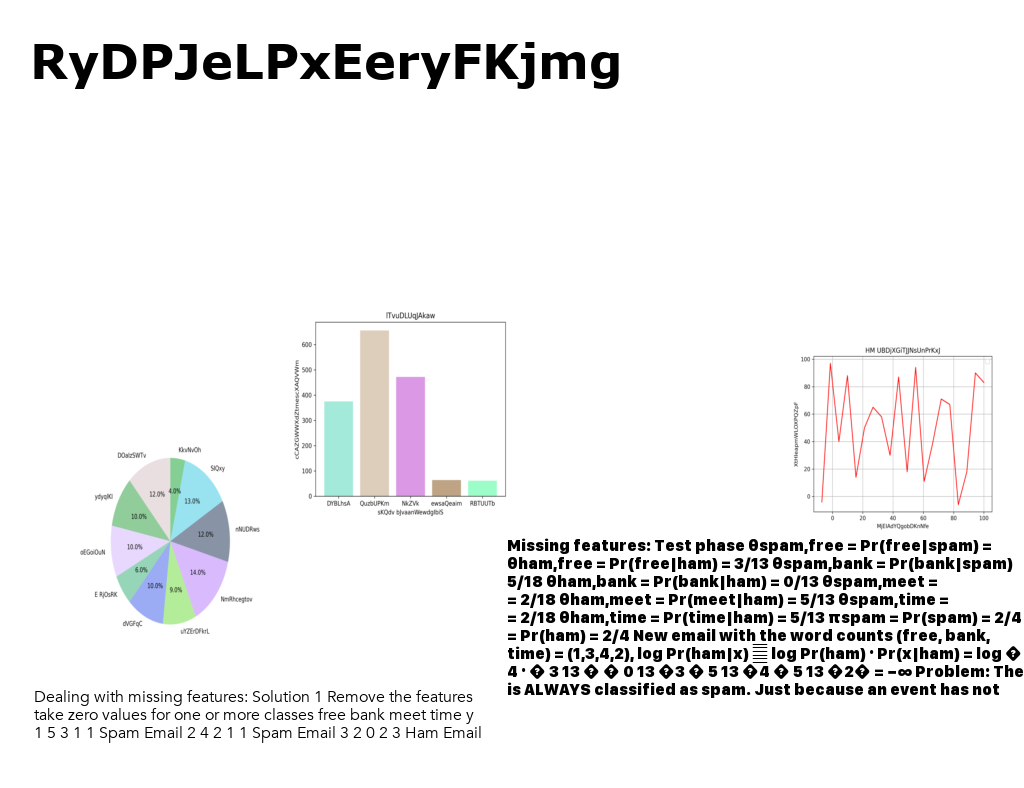 RyDPJeLPxEeryFKjmg
lTvuDLUqjAkaw
600
500
400
300
200
100
0
DYBLhsA QuzbUPKm NkZVk ewsaQeaim RBTUUTb
HM UBDjXGiTJJNsUnPrKxJ
100
80
60
40
20
0
0 20 40 60 80 100
MjEIAdYQgobDKnNfe
KkvNvOh
DOalzSWTv
SIQxy
ydyqlKl
nNUDRws
oEGoiOuN
E RjOsRK
NmRhcegtov
dVGFqC
uYZErDFkrL
4.0%
12.0%
13.0%
10.0%
12.0%
10.0%
6.0%
14.0%
10.0%
9.0%
Missing features: Test phase θspam,free = Pr(free|spam) =
θham,free = Pr(free|ham) = 3/13 θspam,bank = Pr(bank|spam)
5/18 θham,bank = Pr(bank|ham) = 0/13 θspam,meet =
= 2/18 θham,meet = Pr(meet|ham) = 5/13 θspam,time =
= 2/18 θham,time = Pr(time|ham) = 5/13 πspam = Pr(spam) = 2/4
= Pr(ham) = 2/4 New email with the word counts (free, bank,
time) = (1,3,4,2), log Pr(ham|x) log Pr(ham) · Pr(x|ham) = log �
4 · � 3 13 � � 0 13 �3 � 5 13 �4 � 5 13 �2� = −∞ Problem: The
is ALWAYS classified as spam. Just because an event has not
Dealing with missing features: Solution 1 Remove the features
take zero values for one or more classes free bank meet time y
1 5 3 1 1 Spam Email 2 4 2 1 1 Spam Email 3 2 0 2 3 Ham Email